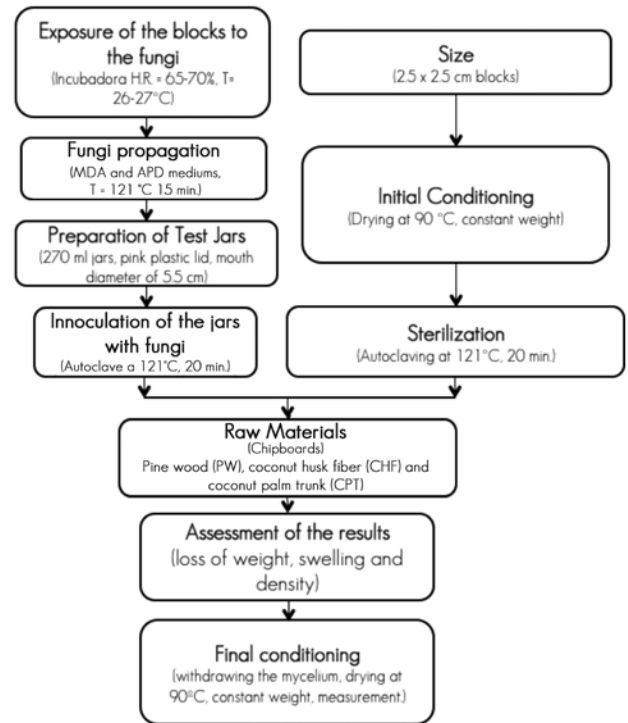 Exposure of the blocks to
the fungi
(Incubadora H.R. = 65-70%, T=
26-27°C)
Fungi propagation
(MDA and APD mediums,
T = 121 °C 15 min.)
Preparation of Test Jars
(270 ml jars, pink plastic lid, mouth
diameter of 5.5 cm)
Innoculation of the jars
with fungi
(Autoclave a 121°C, 20 min.)
Size
(2.5 x 2.5 cm blocks)
Initial Conditioning
(Drying at 90 °C, constant weight)
Sterilization
(Autoclaving at 121°C, 20 min.)
Raw Materials
(Chipboards)
Pine wood (PW), coconut husk fiber (CHF) and
coconut palm trunk (CPT)
Assessment of the results
(loss of weight, swelling and
density)
Final conditioning
(withdrawing the mycelium, drying at
90°C, constant weight, measurement.)